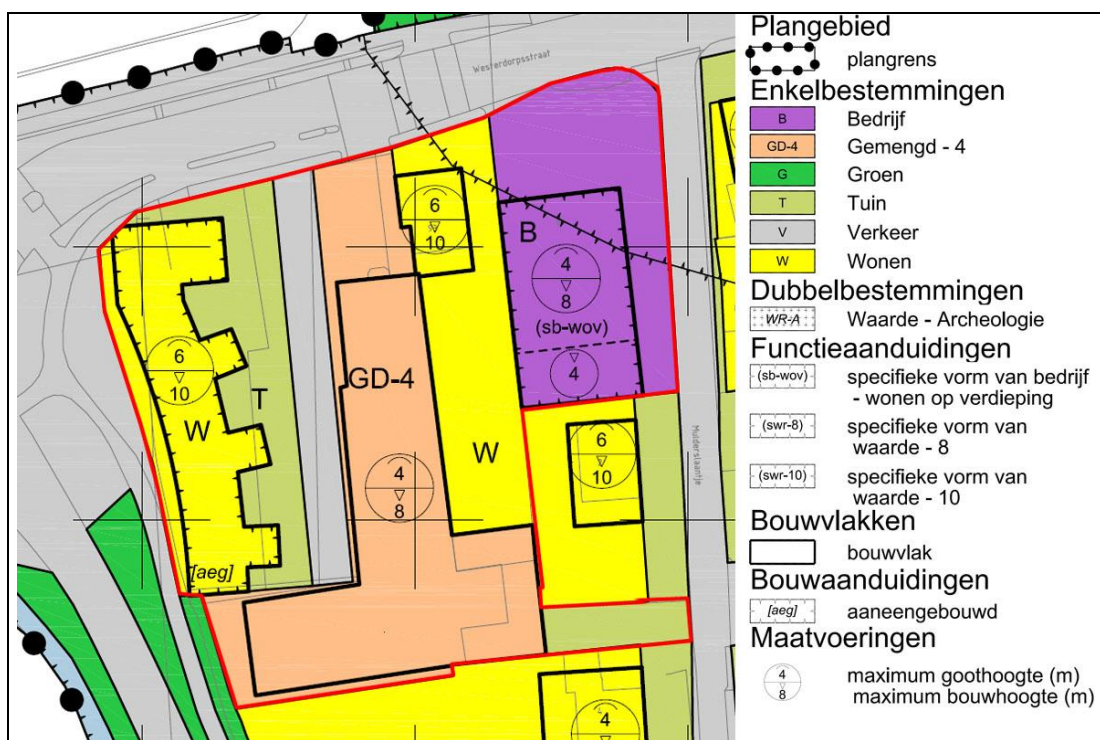 Westerdorpsstraat
6
10
B
4
8
(sb-wov)
4
6
10
GD-4
T
W
W
6
10
4
8
Mulderslaantje
[aeg]
4
8
Plangebied
plangrens
Enkelbestemmingen
B Bedrijf
GD-4 Gemengd - 4
G Groen
T Tuin
V Verkeer
W Wonen
Dubbelbestemmingen
WR-A Waarde - Archeologie
Functieaanduidingen
(sb-wov) specifieke vorm van bedrijf
- wonen op verdieping
(swr-8) specifieke vorm van
waarde - 8
(swr-10) specifieke vorm van
waarde - 10
Bouwvlakken
bouwvlak
Bouwaanduidingen
[aeg] aaneengebouwd
Maatvoeringen
4 maximum goothoogte (m)
8 maximum bouwhoogte (m)